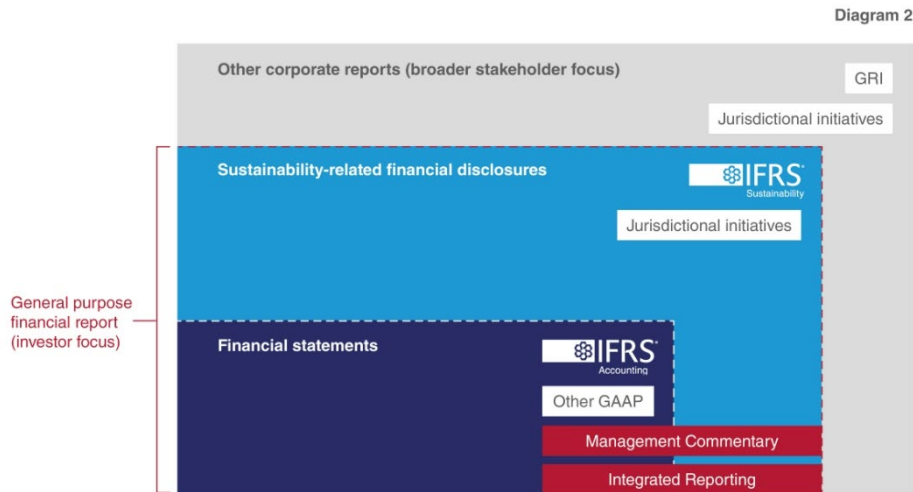 Diagram 2
Other corporate reports (broader stakeholder focus)
GRI
Jurisdictional initiatives
Sustainability-related financial disclosures
IFRS®
Sustainability
Jurisdictional initiatives
General purpose
financial report
(investor focus)
Financial statements
IFRS®
Accounting
Other GAAP
Management Commentary
Integrated Reporting